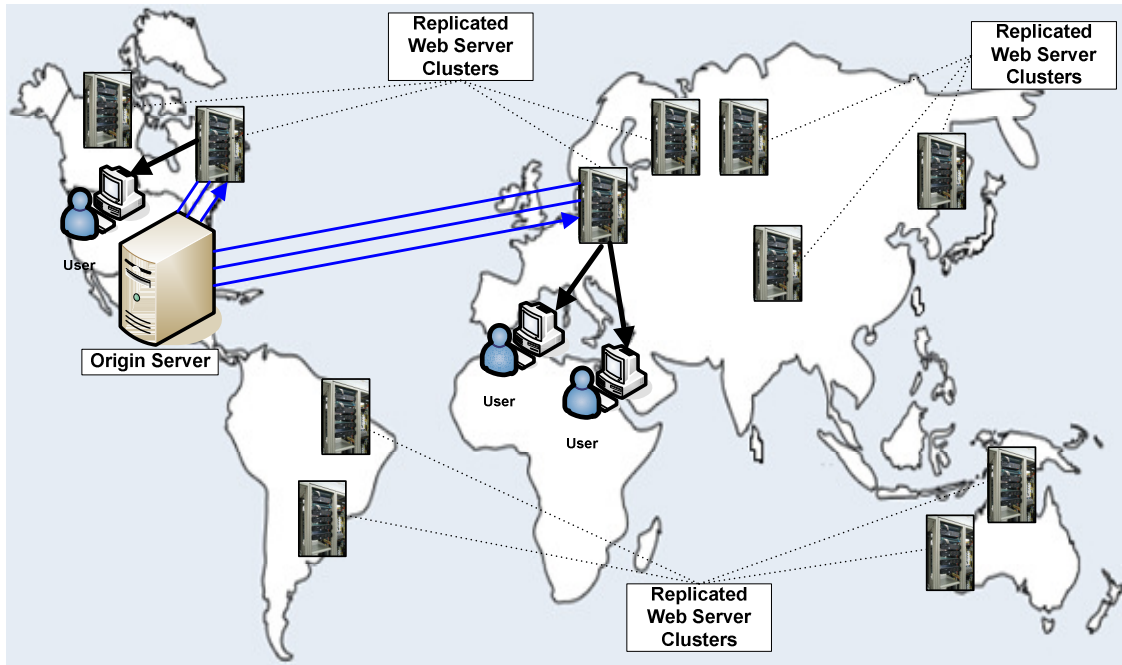 Replicated
Web Server
Clusters
Replicated
Web Server
Clusters
User
Origin Server
User
User
Replicated
Web Server
Clusters